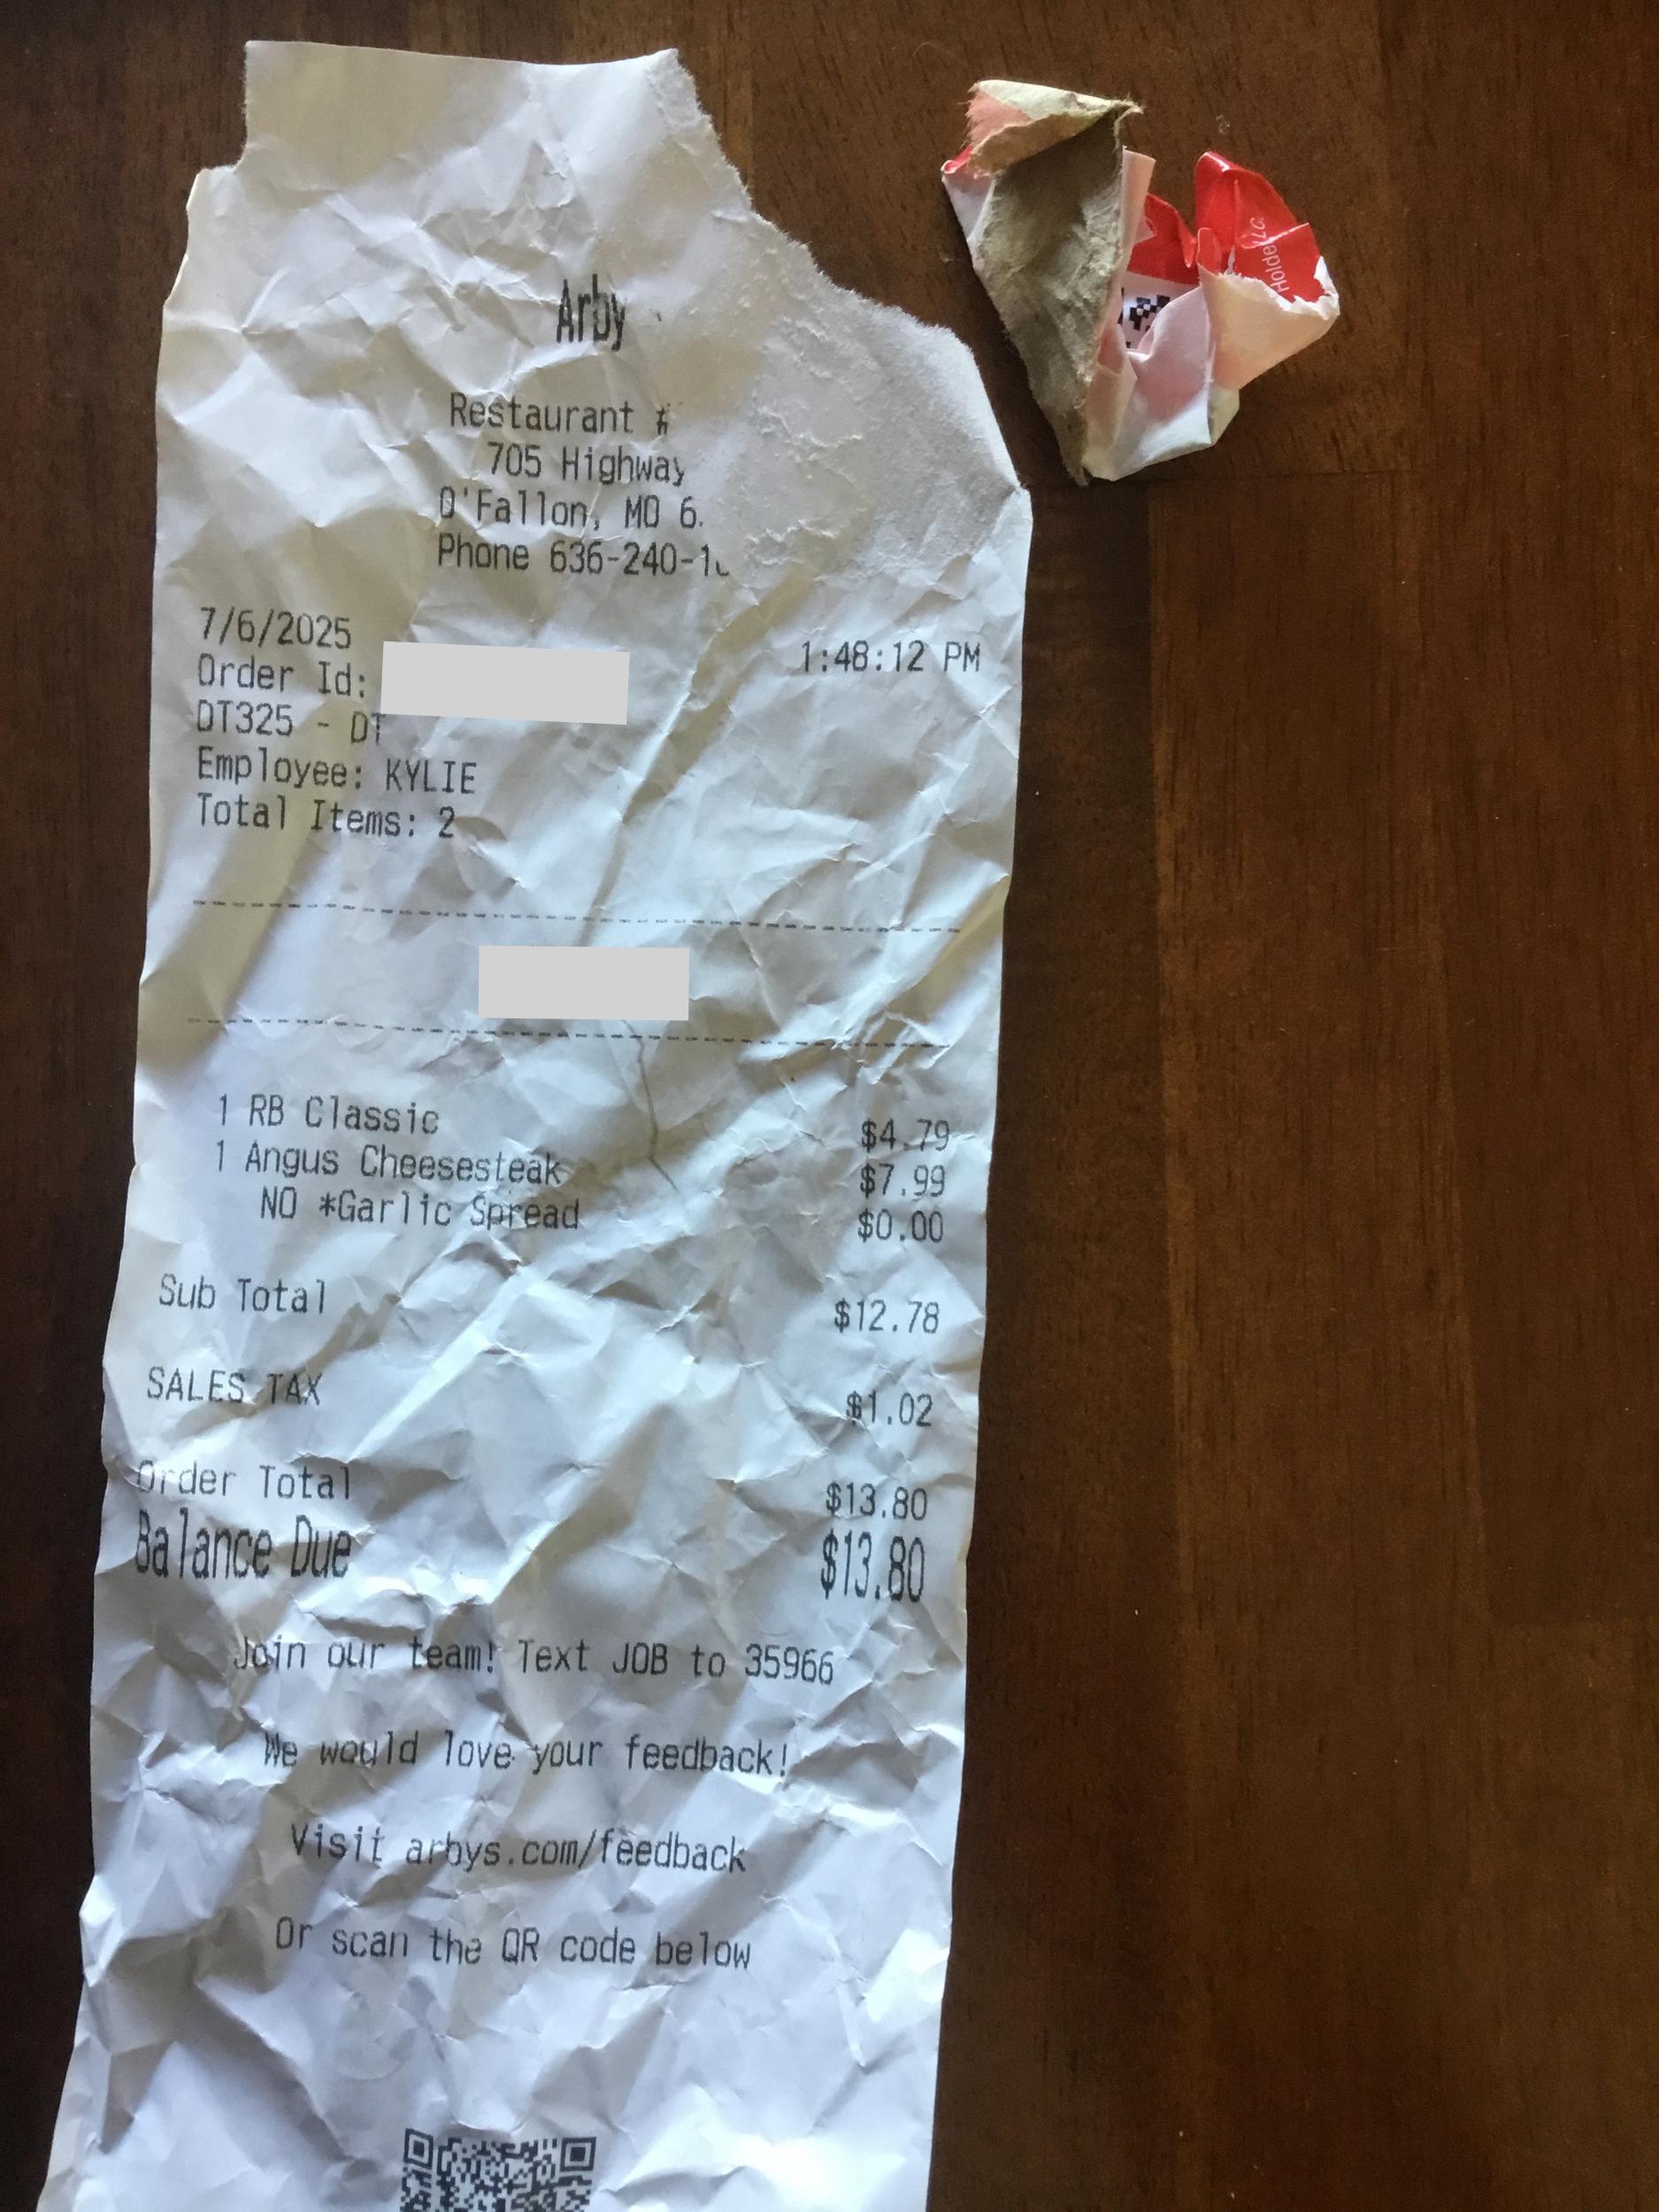 Arby
Restaurant #
705 Highway
O'Fallon, MO 6
Phone 636-240-1
7/6/2025 1:48:12 PM
Order Id:
DT325 - DT
Employee: KYLIE
Total Items: 2
1 RB Classic $4.79
1 Angus Cheesesteak $7.99
NO *Garlic Spread $0.00
Sub Total $12.78
SALES TAX $1.02
Order Total $13.80
Balance Due $13.80
Join our team! Text JOB to 35966
We would love your feedback!
Visit arbys.com/feedback
Or scan the QR code below